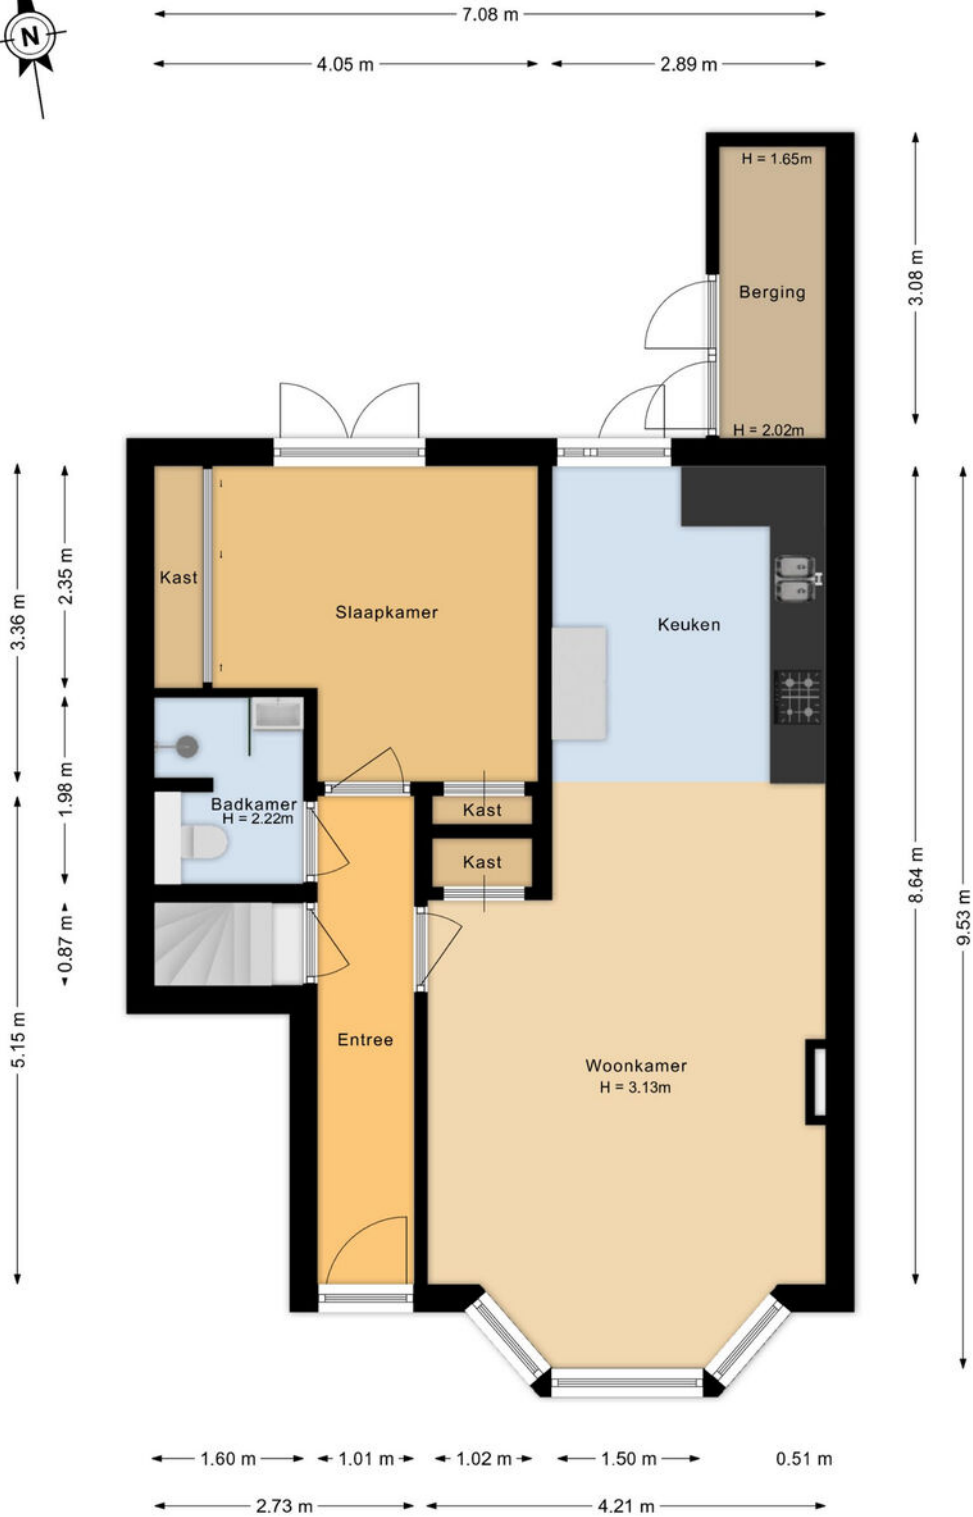 N
7.08 m
4.05 m
2.89 m
H = 1.65m
Berging
H = 2.02m
3.08 m
3.36 m
2.35 m
Kast
Slaapkamer
Keuken
1.98 m
Badkamer
H = 2.22m
Kast
Kast
0.87 m
8.64 m
9.53 m
5.15 m
Entree
Woonkamer
H = 3.13m
1.60 m
1.01 m
1.02 m
1.50 m
0.51 m
2.73 m
4.21 m